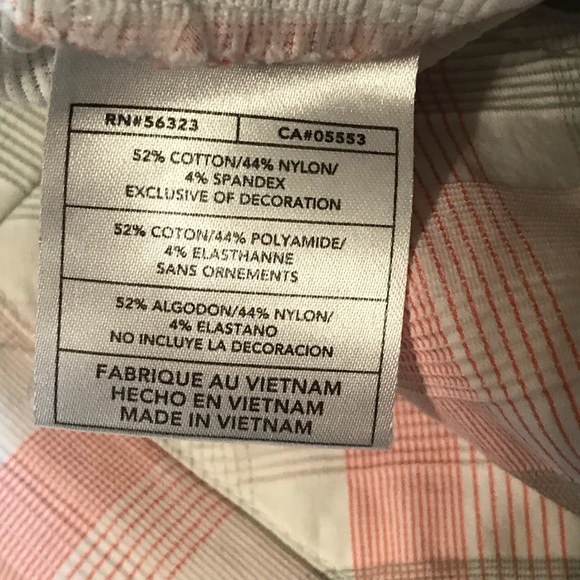 RN#56323 CA#05553
52% COTTON/44% NYLON/
4% SPANDEX
EXCLUSIVE OF DECORATION
52% COTON/44% POLYAMIDE/
4% ELASTHANNE
SANS ORNEMENTS
52% ALGODON/44% NYLON/
4% ELASTANO
NO INCLUYE LA DECORACION
FABRIQUE AU VIETNAM
HECHO EN VIETNAM
MADE IN VIETNAM